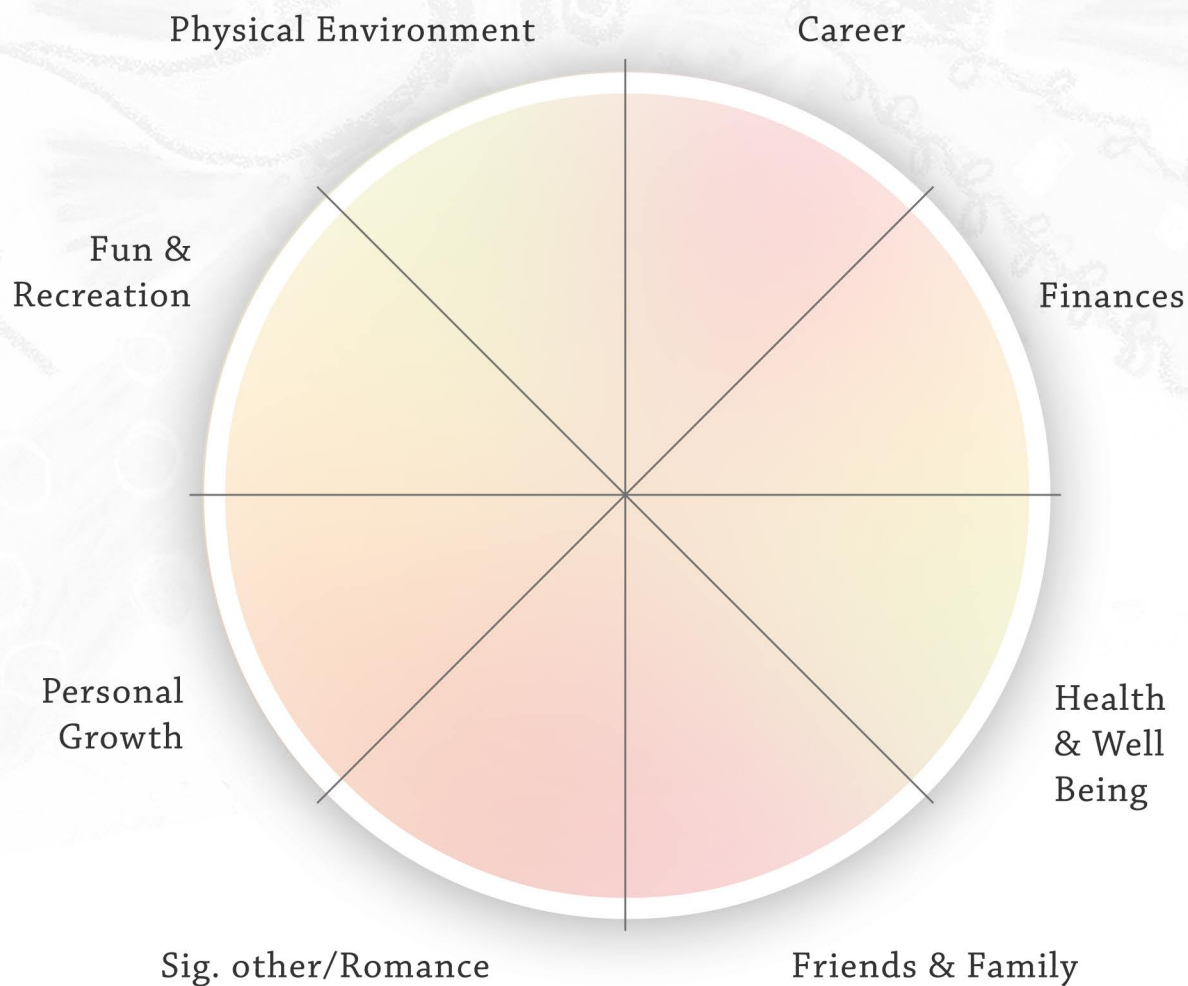 Physical Environment
Career
Fun &
Recreation
Finances
Personal
Growth
Health
& Well
Being
Sig. other/Romance
Friends & Family